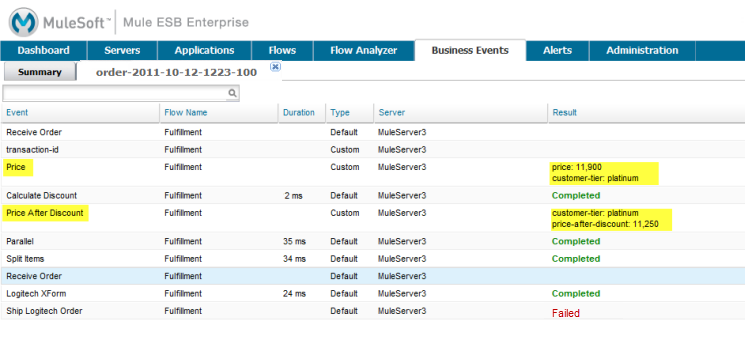 MuleSoft™ | Mule ESB Enterprise
Dashboard Servers Applications Flows Flow Analyzer Business Events Alerts Administration
Summary order-2011-10-12-1223-100
Event Flow Name Duration Type Server Result
Receive Order Fulfillment Default MuleServer3
transaction-id Fulfillment Custom MuleServer3
Price Fulfillment Custom MuleServer3 price: 11,900
customer-tier: platinum
Calculate Discount Fulfillment 2 ms Default MuleServer3 Completed
Price After Discount Fulfillment Custom MuleServer3 customer-tier: platinum
price-after-discount: 11,250
Parallel Fulfillment 35 ms Default MuleServer3 Completed
Split Items Fulfillment 34 ms Default MuleServer3 Completed
Receive Order Fulfillment Default MuleServer3
Logitech XForm Fulfillment 24 ms Default MuleServer3 Completed
Ship Logitech Order Fulfillment Default MuleServer3 Failed